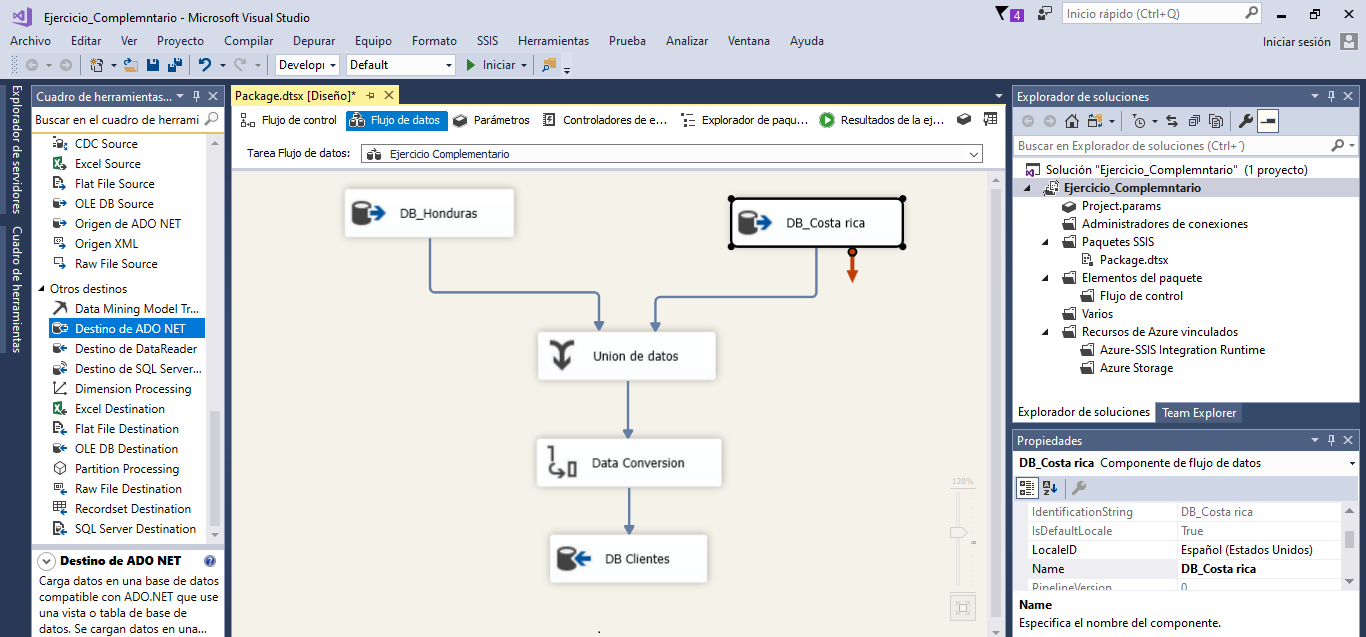 Ejercicio_Complemntario - Microsoft Visual Studio
4
Inicio rápido (Ctrl+Q)
Archivo Editar Ver Proyecto Compilar Depurar Equipo Formato SSIS Herramientas Prueba Analizar Ventana Ayuda
Iniciar sesión
Developı Default Iniciar
Explorador de servidores
Cuadro de herramientas
Cuadro de herramientas...
Buscar en el cuadro de herrami
CDC Source
Excel Source
Flat File Source
OLE DB Source
Origen de ADO NET
Origen XML
Raw File Source
Otros destinos
Data Mining Model Tr...
Destino de ADO NET
Destino de DataReader
Destino de SQL Server...
Dimension Processing
Excel Destination
Flat File Destination
OLE DB Destination
Partition Processing
Raw File Destination
Recordset Destination
SQL Server Destination
Destino de ADO NET
Carga datos en una base de datos
compatible con ADO.NET que use
una vista o tabla de base de
datos. Se cargan datos en una...
Package.dtsx [Diseño]*
Flujo de control Flujo de datos Parámetros Controladores de e... Explorador de paqu... Resultados de la ej...
Tarea Flujo de datos: Ejercicio Complementario
DB_Honduras
DB_Costa rica
Union de datos
Data Conversion
DB Clientes
120%
Explorador de soluciones
Buscar en Explorador de soluciones (Ctrl+´)
Solución "Ejercicio_Complemntario" (1 proyecto)
Ejercicio_Complemntario
Project.params
Administradores de conexiones
Paquetes SSIS
Package.dtsx
Elementos del paquete
Flujo de control
Varios
Recursos de Azure vinculados
Azure-SSIS Integration Runtime
Azure Storage
Explorador de soluciones Team Explorer
Propiedades
DB_Costa rica Componente de flujo de datos
IdentificationString DB_Costa rica
IsDefaultLocale True
LocaleID Español (Estados Unidos)
Name DB_Costa rica
PipelineVersion 0
Name
Especifica el nombre del componente.